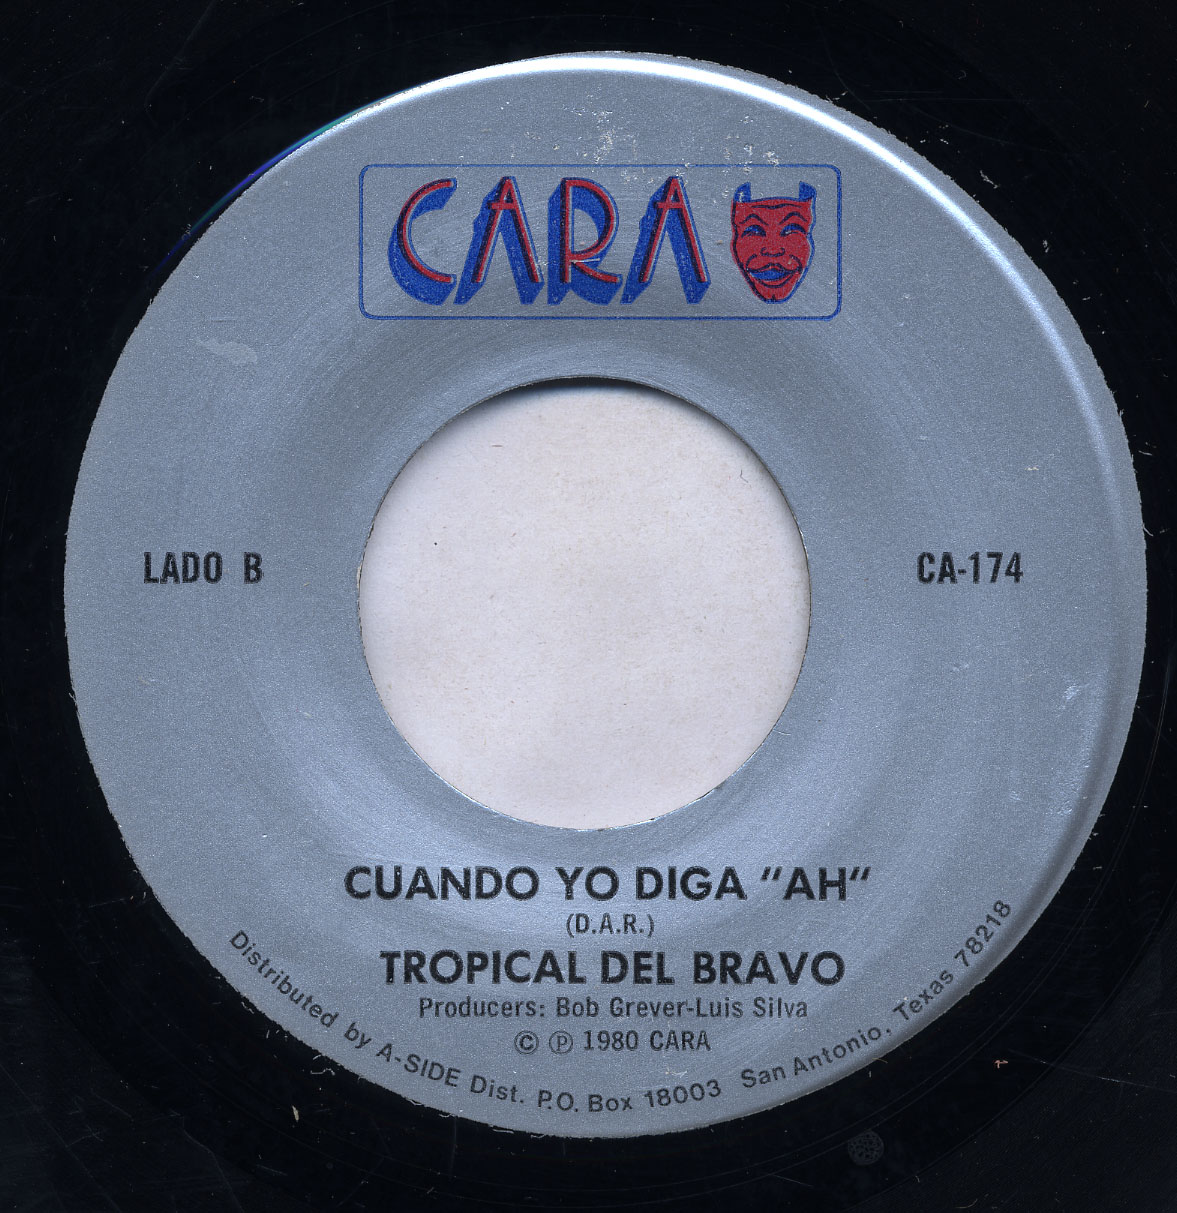 CARA
LADO B
CA-174
CUANDO YO DIGA "AH"
(D.A.R.)
TROPICAL DEL BRAVO
Producers: Bob Grever-Luis Silva
© ℗ 1980 CARA
Distributed by A-SIDE Dist. P.O. Box 18003 San Antonio, Texas 78218